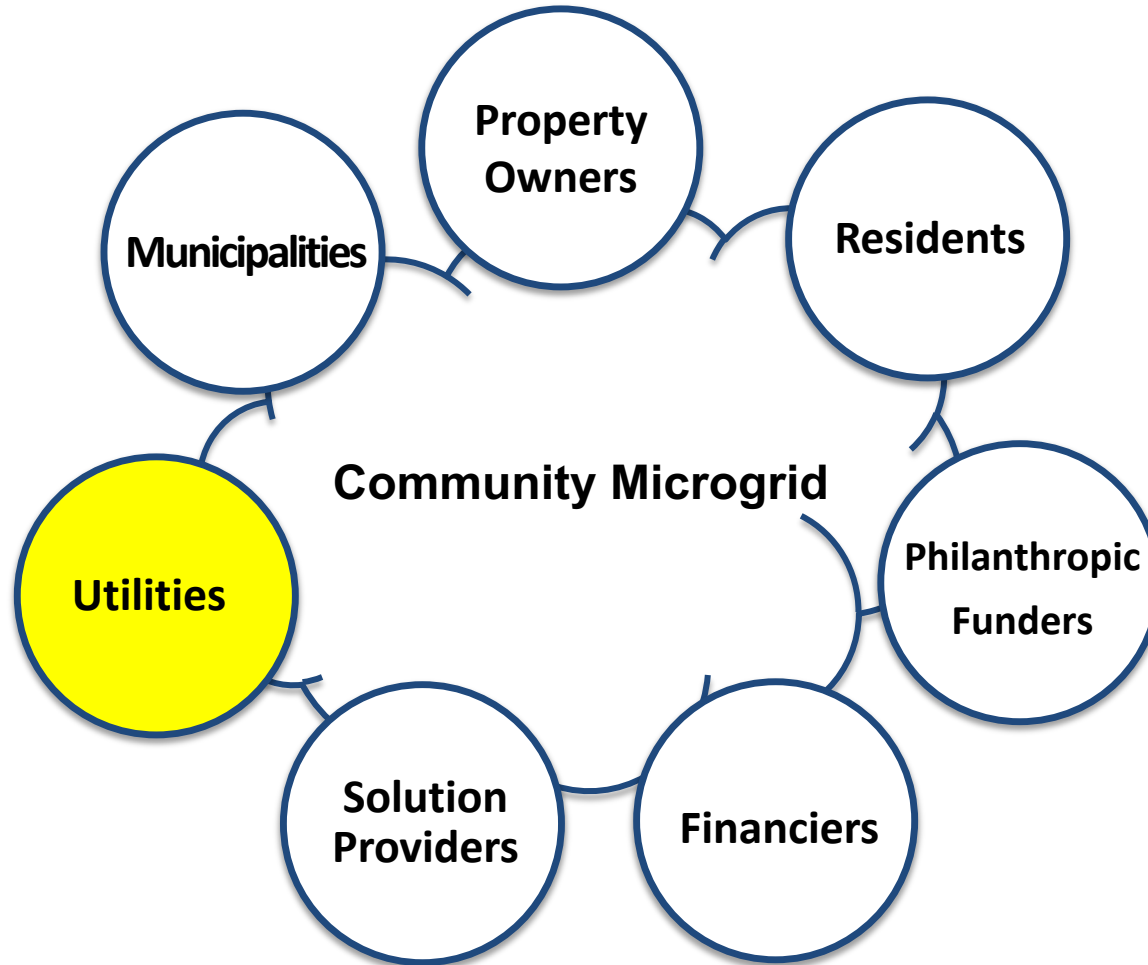 Property
Owners
Residents
Municipalities
Community Microgrid
Utilities
Philanthropic
Funders
Solution
Providers
Financiers